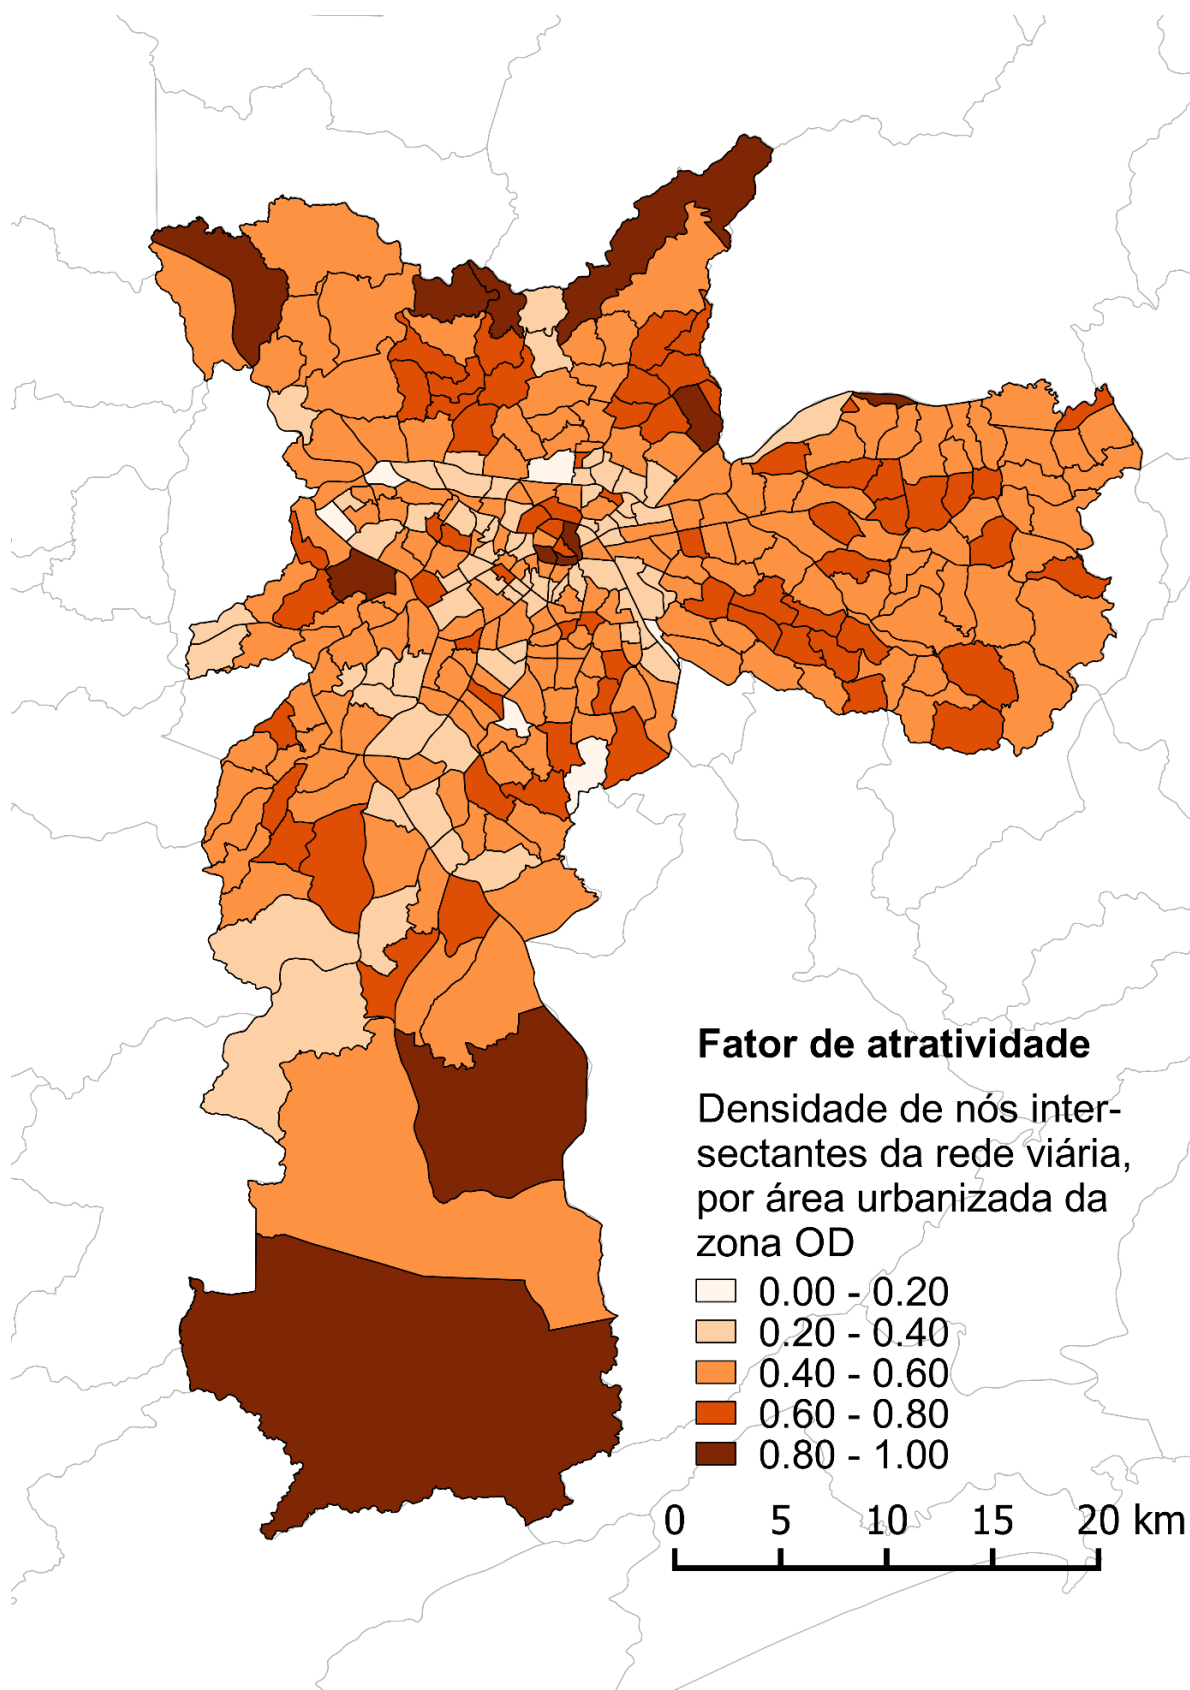 Fator de atratividade
Densidade de nós inter-
sectantes da rede viária,
por área urbanizada da
zona OD
0.00 - 0.20
0.20 - 0.40
0.40 - 0.60
0.60 - 0.80
0.80 - 1.00
0 5 10 15 20 km